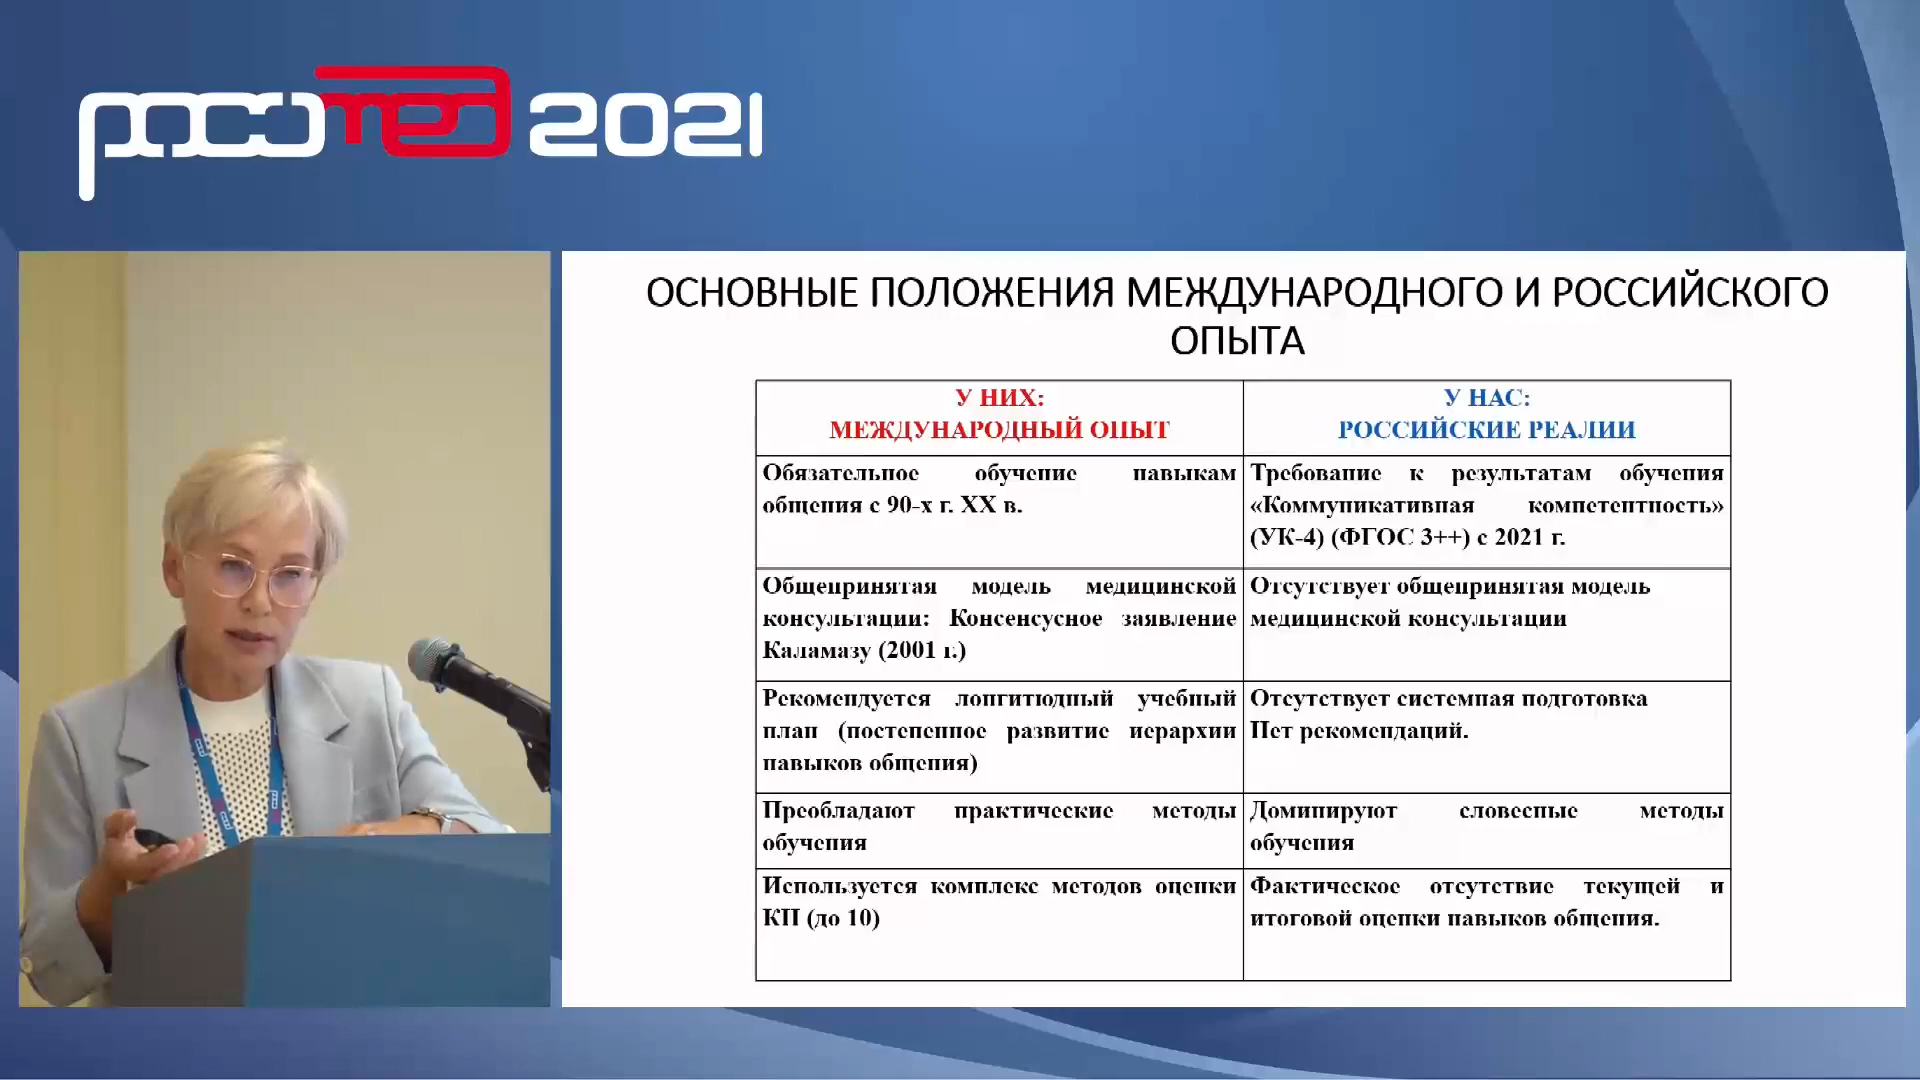 росомед 2021
ОСНОВНЫЕ ПОЛОЖЕНИЯ МЕЖДУНАРОДНОГО И РОССИЙСКОГО
ОПЫТА
У НИХ:
МЕЖДУНАРОДНЫЙ ОПЫТ
У НАС:
РОССИЙСКИЕ РЕАЛИИ
Обязательное обучение навыкам
общения с 90-х г. XX в.
Требование к результатам обучения
«Коммуникативная компетентность»
(УК-4) (ФГОС 3++) с 2021 г.
Общепринятая модель медицинской
консультации: Консенсусное заявление
Каламазу (2001 г.)
Отсутствует общепринятая модель
медицинской консультации
Рекомендуется лонгитюдный учебный
план (постепенное развитие иерархии
навыков общения)
Отсутствует системная подготовка
Нет рекомендаций.
Преобладают практические методы
обучения
Доминируют словесные методы
обучения
Используется комплекс методов оценки
КП (до 10)
Фактическое отсутствие текущей и
итоговой оценки навыков общения.